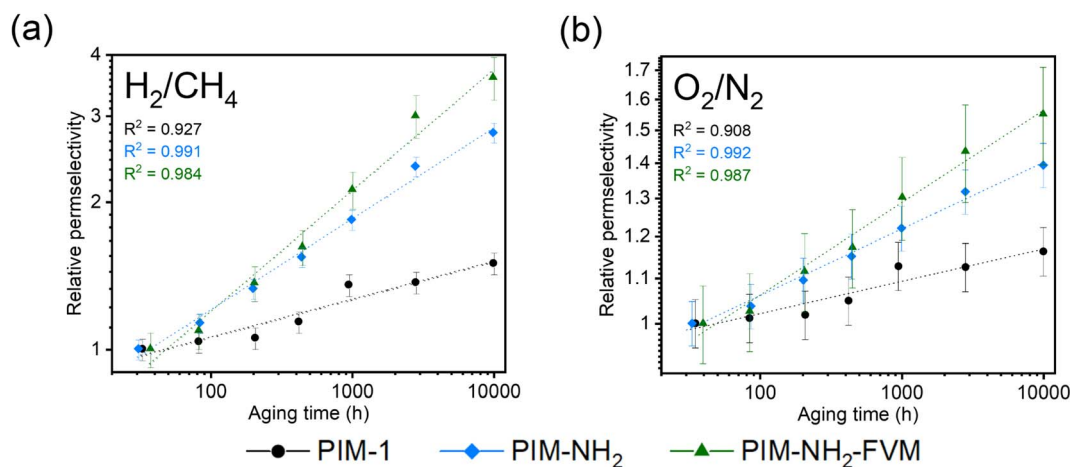 (a)
H2/CH4
R2 = 0.927
R2 = 0.991
R2 = 0.984
Relative permselectivity
4
3
2
1
100
1000
10000
Aging time (h)
(b)
O2/N2
R2 = 0.908
R2 = 0.992
R2 = 0.987
Relative permselectivity
1.7
1.6
1.5
1.4
1.3
1.2
1.1
1
100
1000
10000
Aging time (h)
PIM-1 PIM-NH2 PIM-NH2-FVM